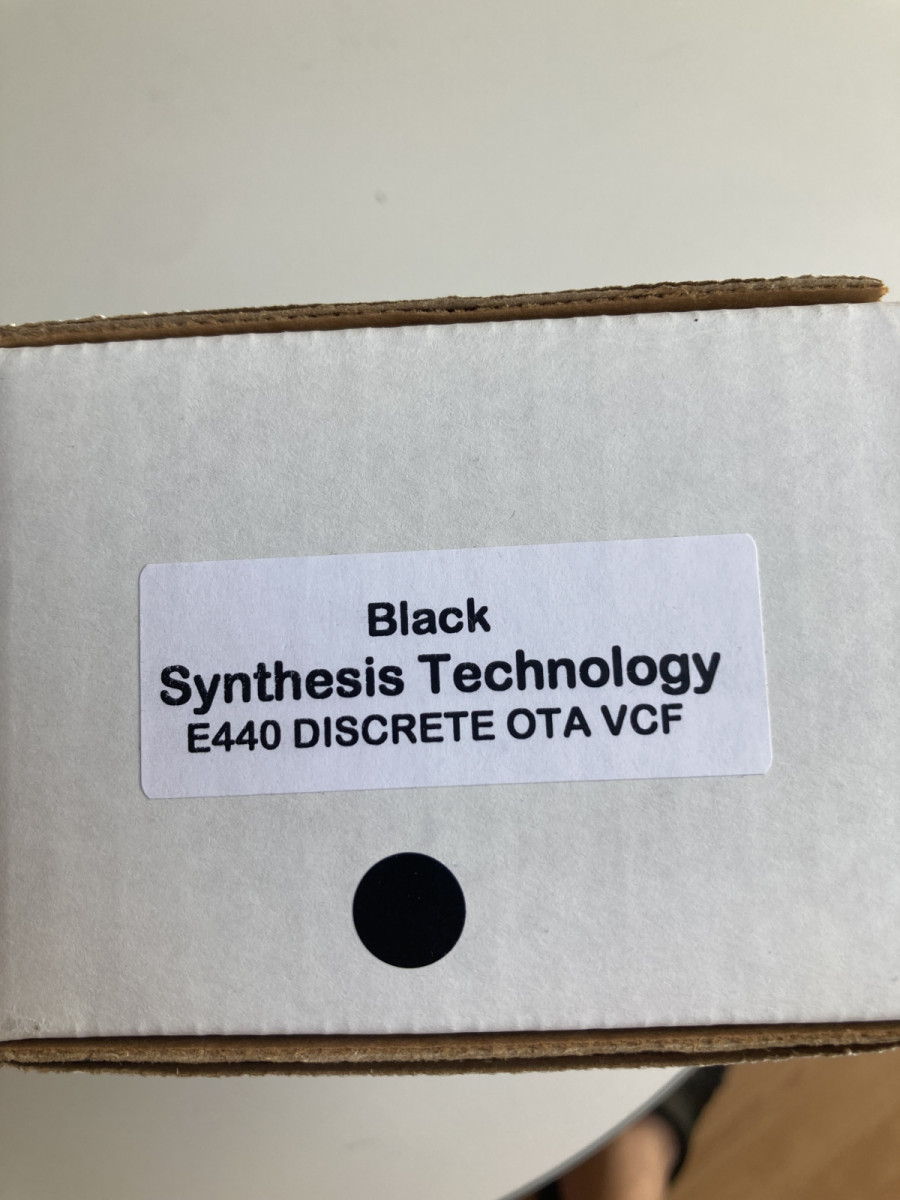 Black
Synthesis Technology
E440 DISCRETE OTA VCF